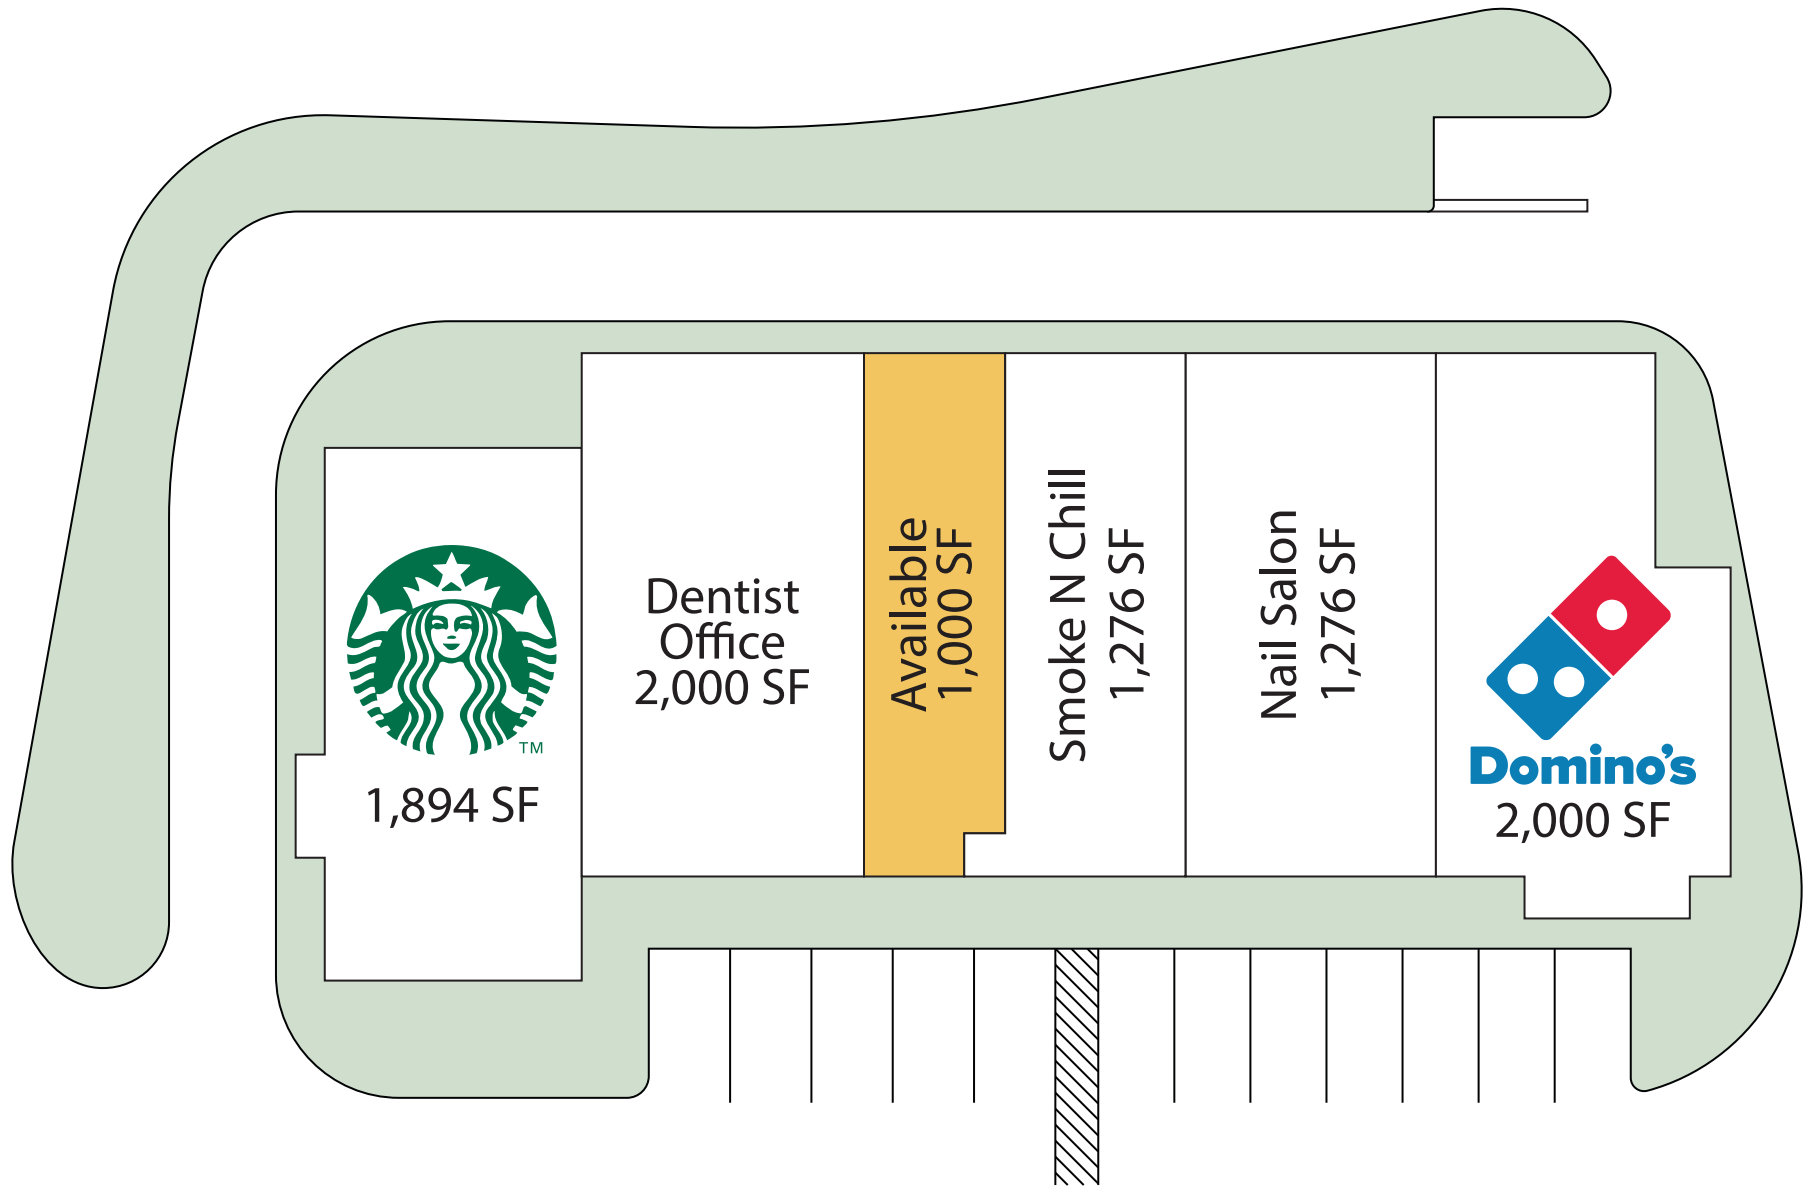 TM
1,894 SF
Dentist
Office
2,000 SF
Available
1,000 SF
Smoke N Chill
1,276 SF
Nail Salon
1,276 SF
Domino's
2,000 SF